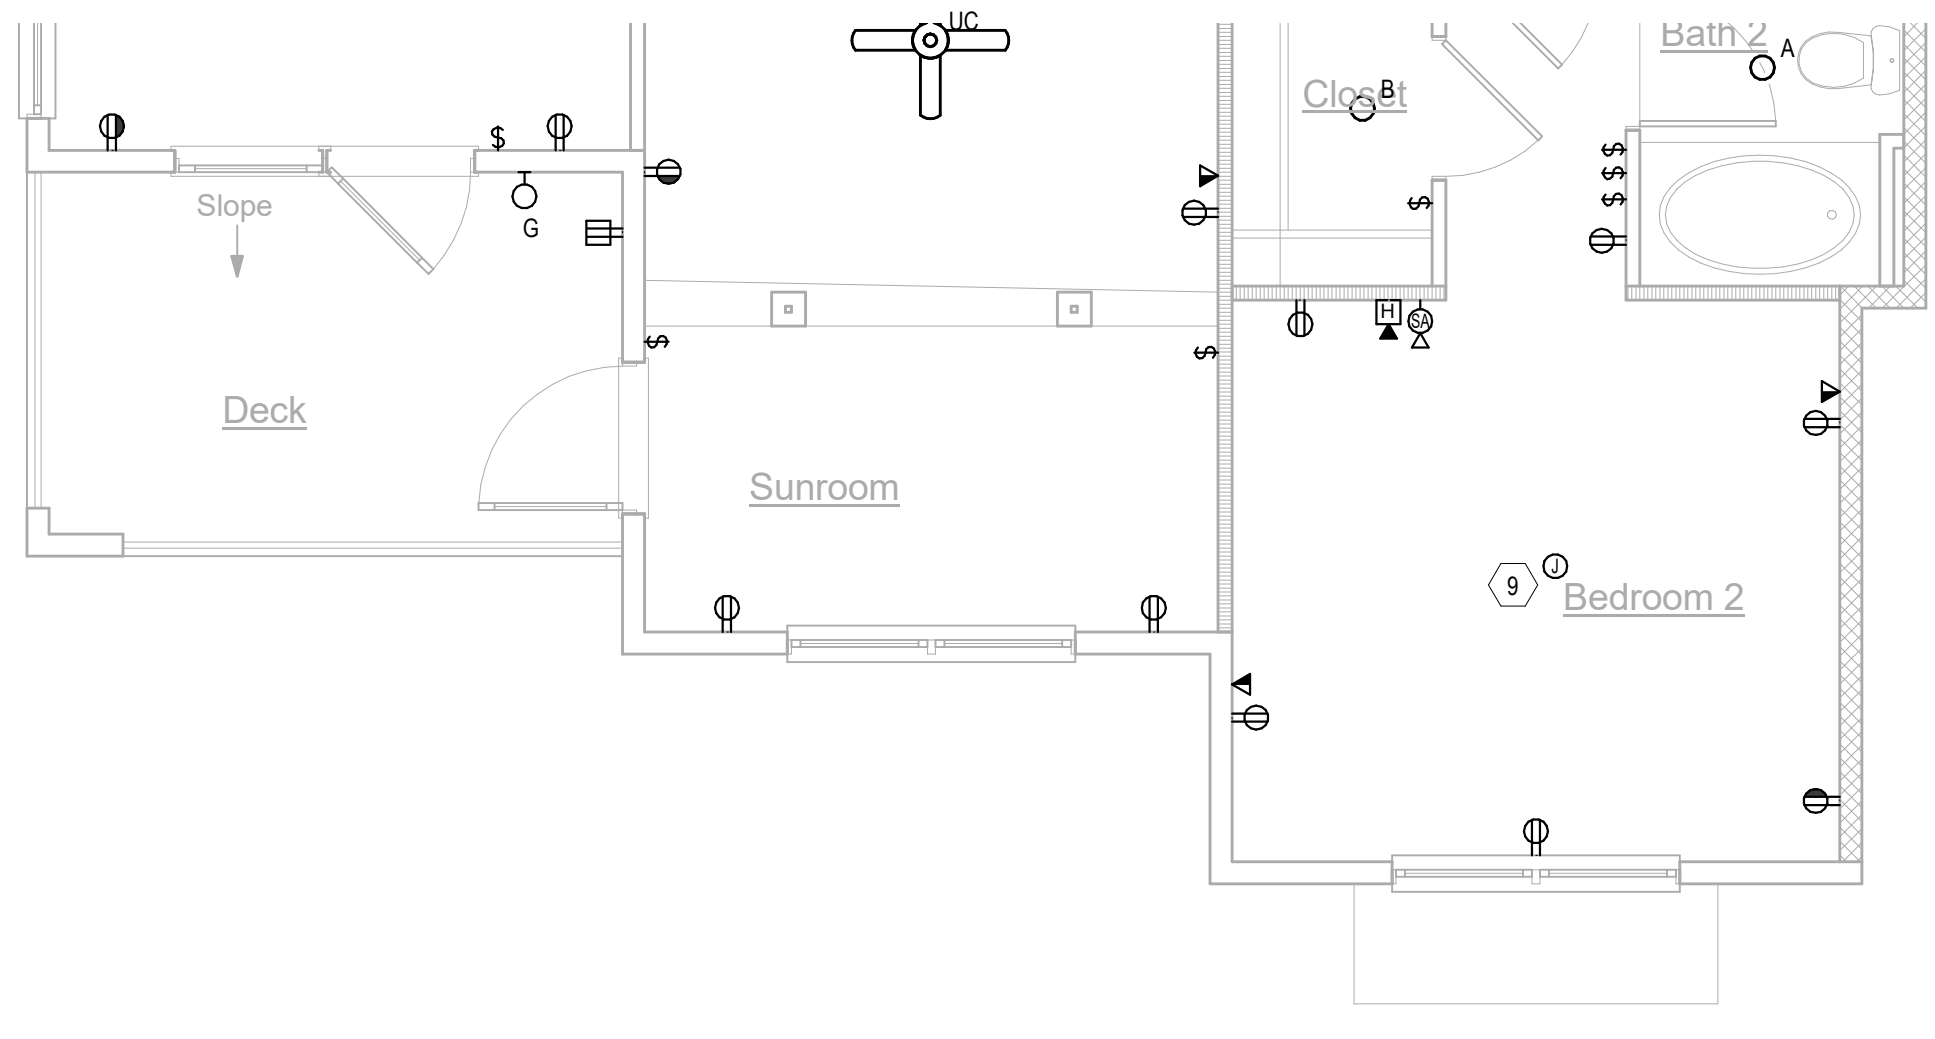 UC
Bath 2
A
Closet
B
$
$
$
$
Slope
G
$
H
SA
$
$
Deck
Sunroom
9
J
Bedroom 2